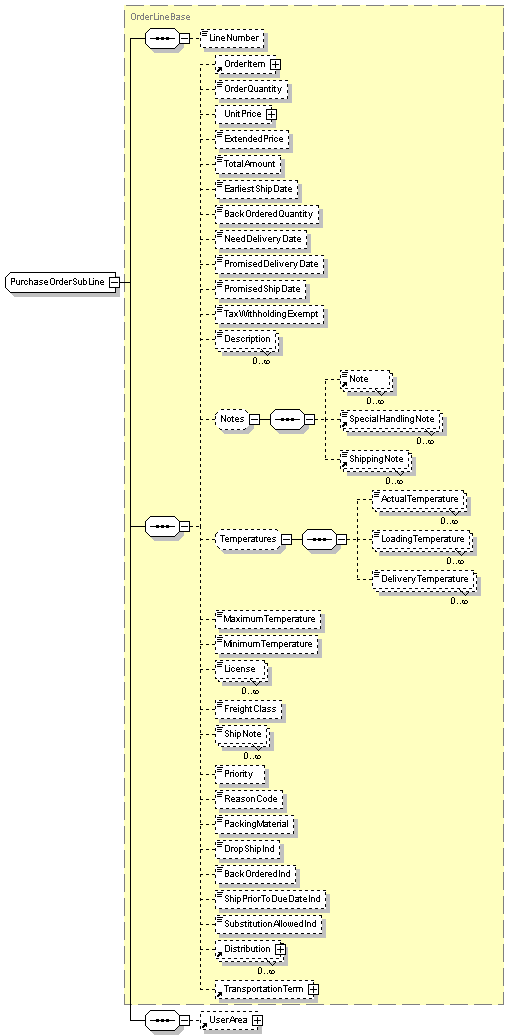 OrderLineBase
LineNumber
OrderItem
OrderQuantity
UnitPrice
ExtendedPrice
TotalAmount
EarliestShipDate
BackOrderedQuantity
NeedDeliveryDate
PromisedDeliveryDate
PurchaseOrderSubLine
PromisedShipDate
TaxWithholdingExempt
Description
0..∞
Note
0..∞
Notes
SpecialHandlingNote
0..∞
ShippingNote
0..∞
ActualTemperature
0..∞
Temperatures
LoadingTemperature
0..∞
DeliveryTemperature
0..∞
MaximumTemperature
MinimumTemperature
License
0..∞
FreightClass
ShipNote
0..∞
Priority
ReasonCode
PackingMaterial
DropShipInd
BackOrderedInd
ShipPriorToDueDateInd
SubstitutionAllowedInd
Distribution
0..∞
TransportationTerm
UserArea